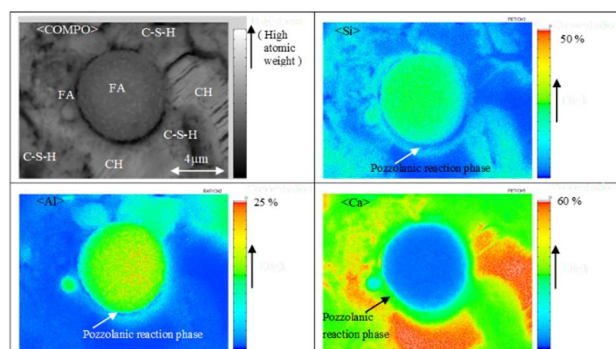 <COMPO>
C-S-H
( High
atomic
weight )
FA
FA
CH
C-S-H
C-S-H
CH
4μm
<Si>
50 %
Pozzolanic reaction phase
<Al>
25 %
Pozzolanic reaction phase
<Ca>
60 %
Pozzolanic
reaction phase